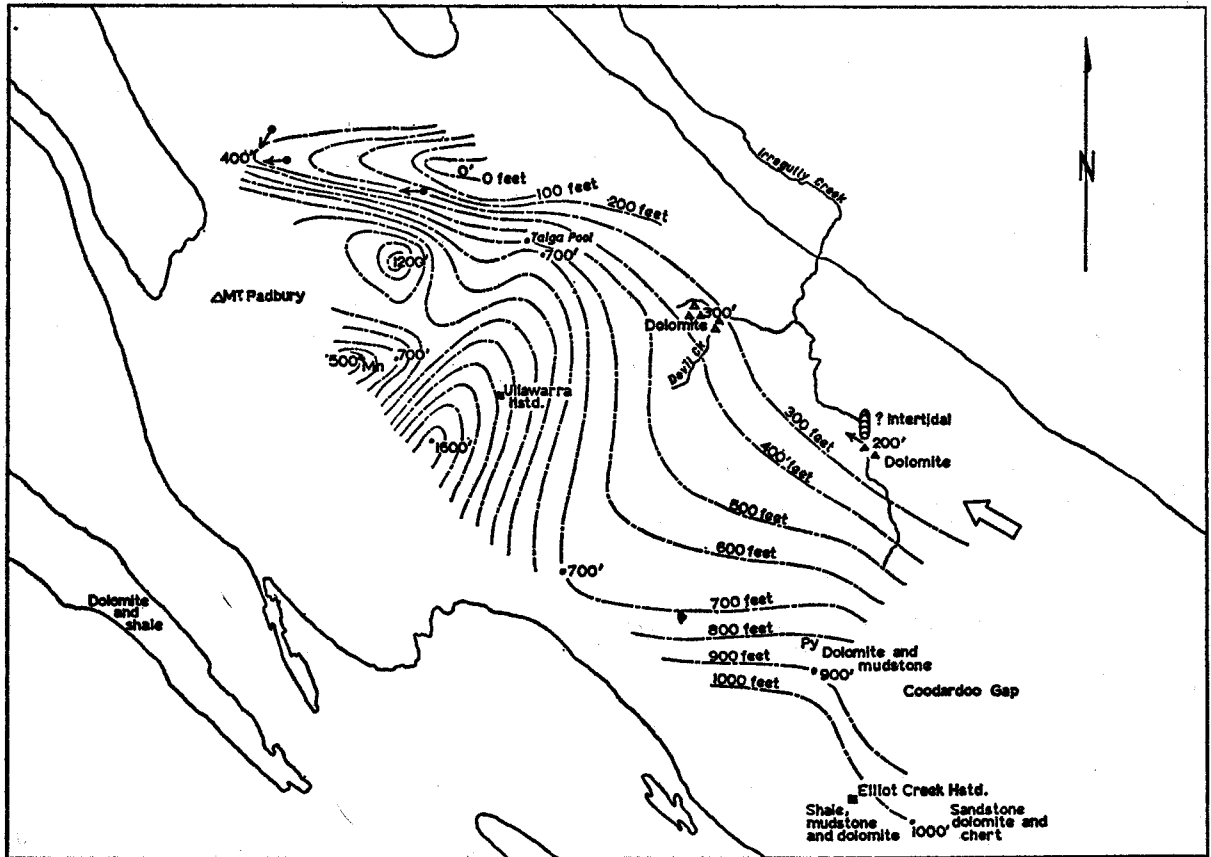 N
Irregully Creek
400'
0'
0 feet
100 feet
200 feet
Talga Pool
700'
1200'
△Mt Padbury
300'
Dolomite
Devil Ck
500' Mn
700'
Ullawarra
Hstd.
1600'
? Intertidal
200'
Dolomite
300 feet
400 feet
500 feet
600 feet
700'
700 feet
800 feet
900 feet
1000 feet
Dolomite
and
shale
Py
Dolomite and
mudstone
900'
Coodardoo Gap
Elliot Creek Hstd.
Shale,
mudstone
and dolomite
1000'
Sandstone
dolomite and
chert